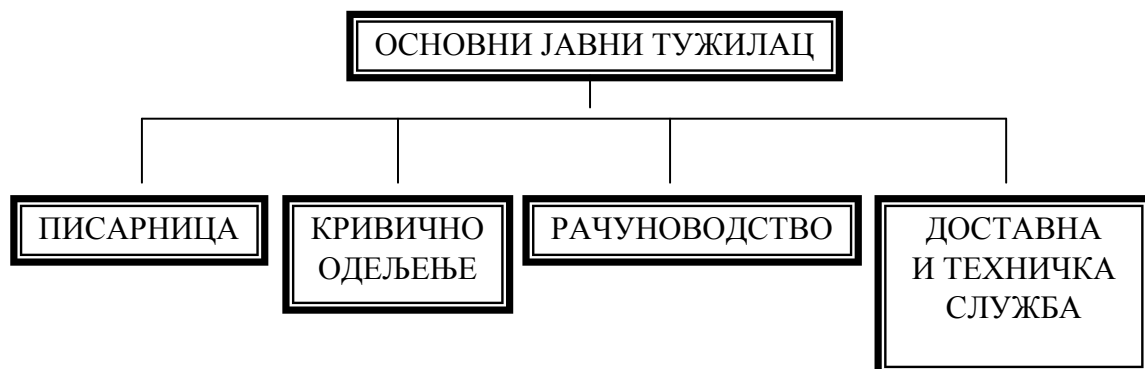 ОСНОВНИ ЈАВНИ ТУЖИЛАЦ
ПИСАРНИЦА
КРИВИЧНО
ОДЕЉЕЊЕ
РАЧУНОВОДСТВО
ДОСТАВНА
И ТЕХНИЧКА
СЛУЖБА